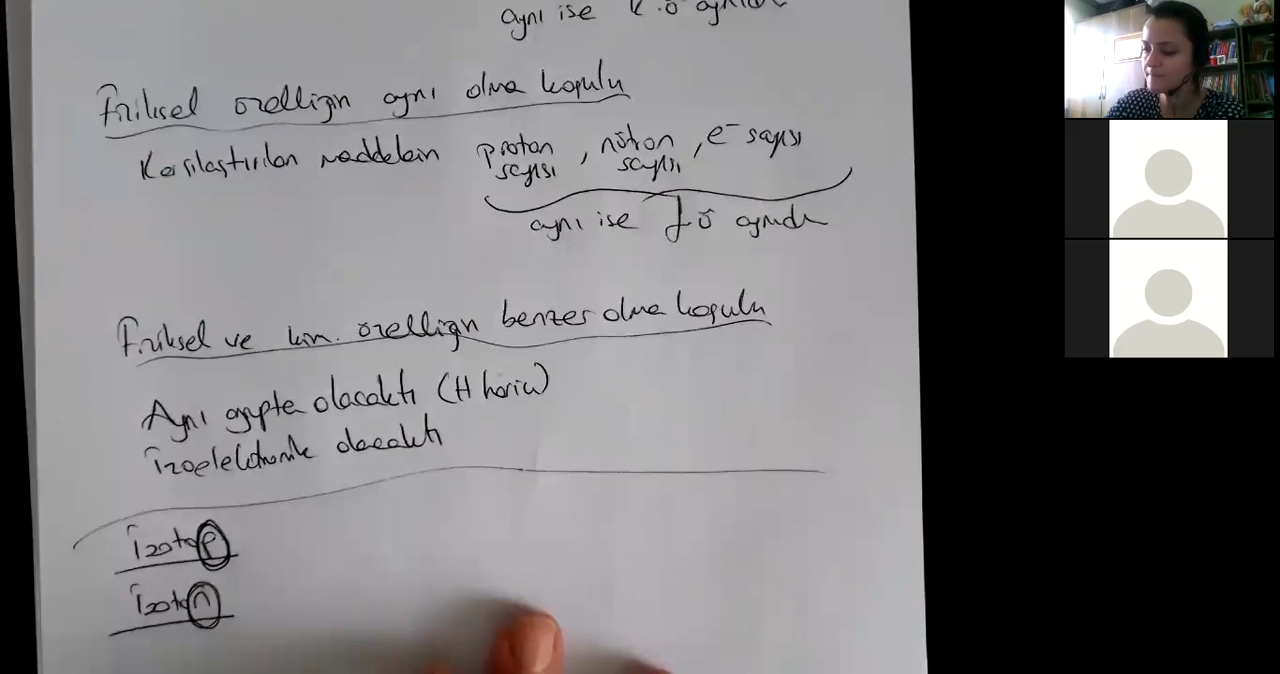 aynı ise K.Ö aynıdır
Fiziksel özelliğin aynı olma koşulu
Karşılaştırılan maddelerin proton sayısı, nötron sayısı, e⁻ sayısı
aynı ise f.ö aynıdır
Fiziksel ve kim. özelliğin benzer olma koşulu
Aynı grupta olacaktı (H hariç)
İzoelektronik olacaktı
İzotop
İzoton